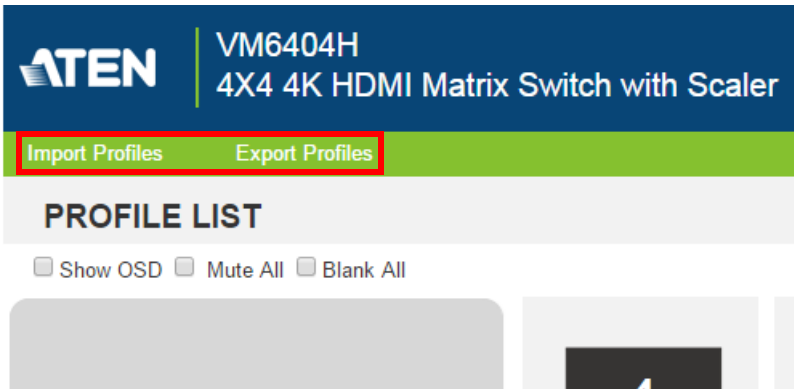 ATEN
VM6404H
4X4 4K HDMI Matrix Switch with Scaler
Import Profiles Export Profiles
PROFILE LIST
Show OSD Mute All Blank All